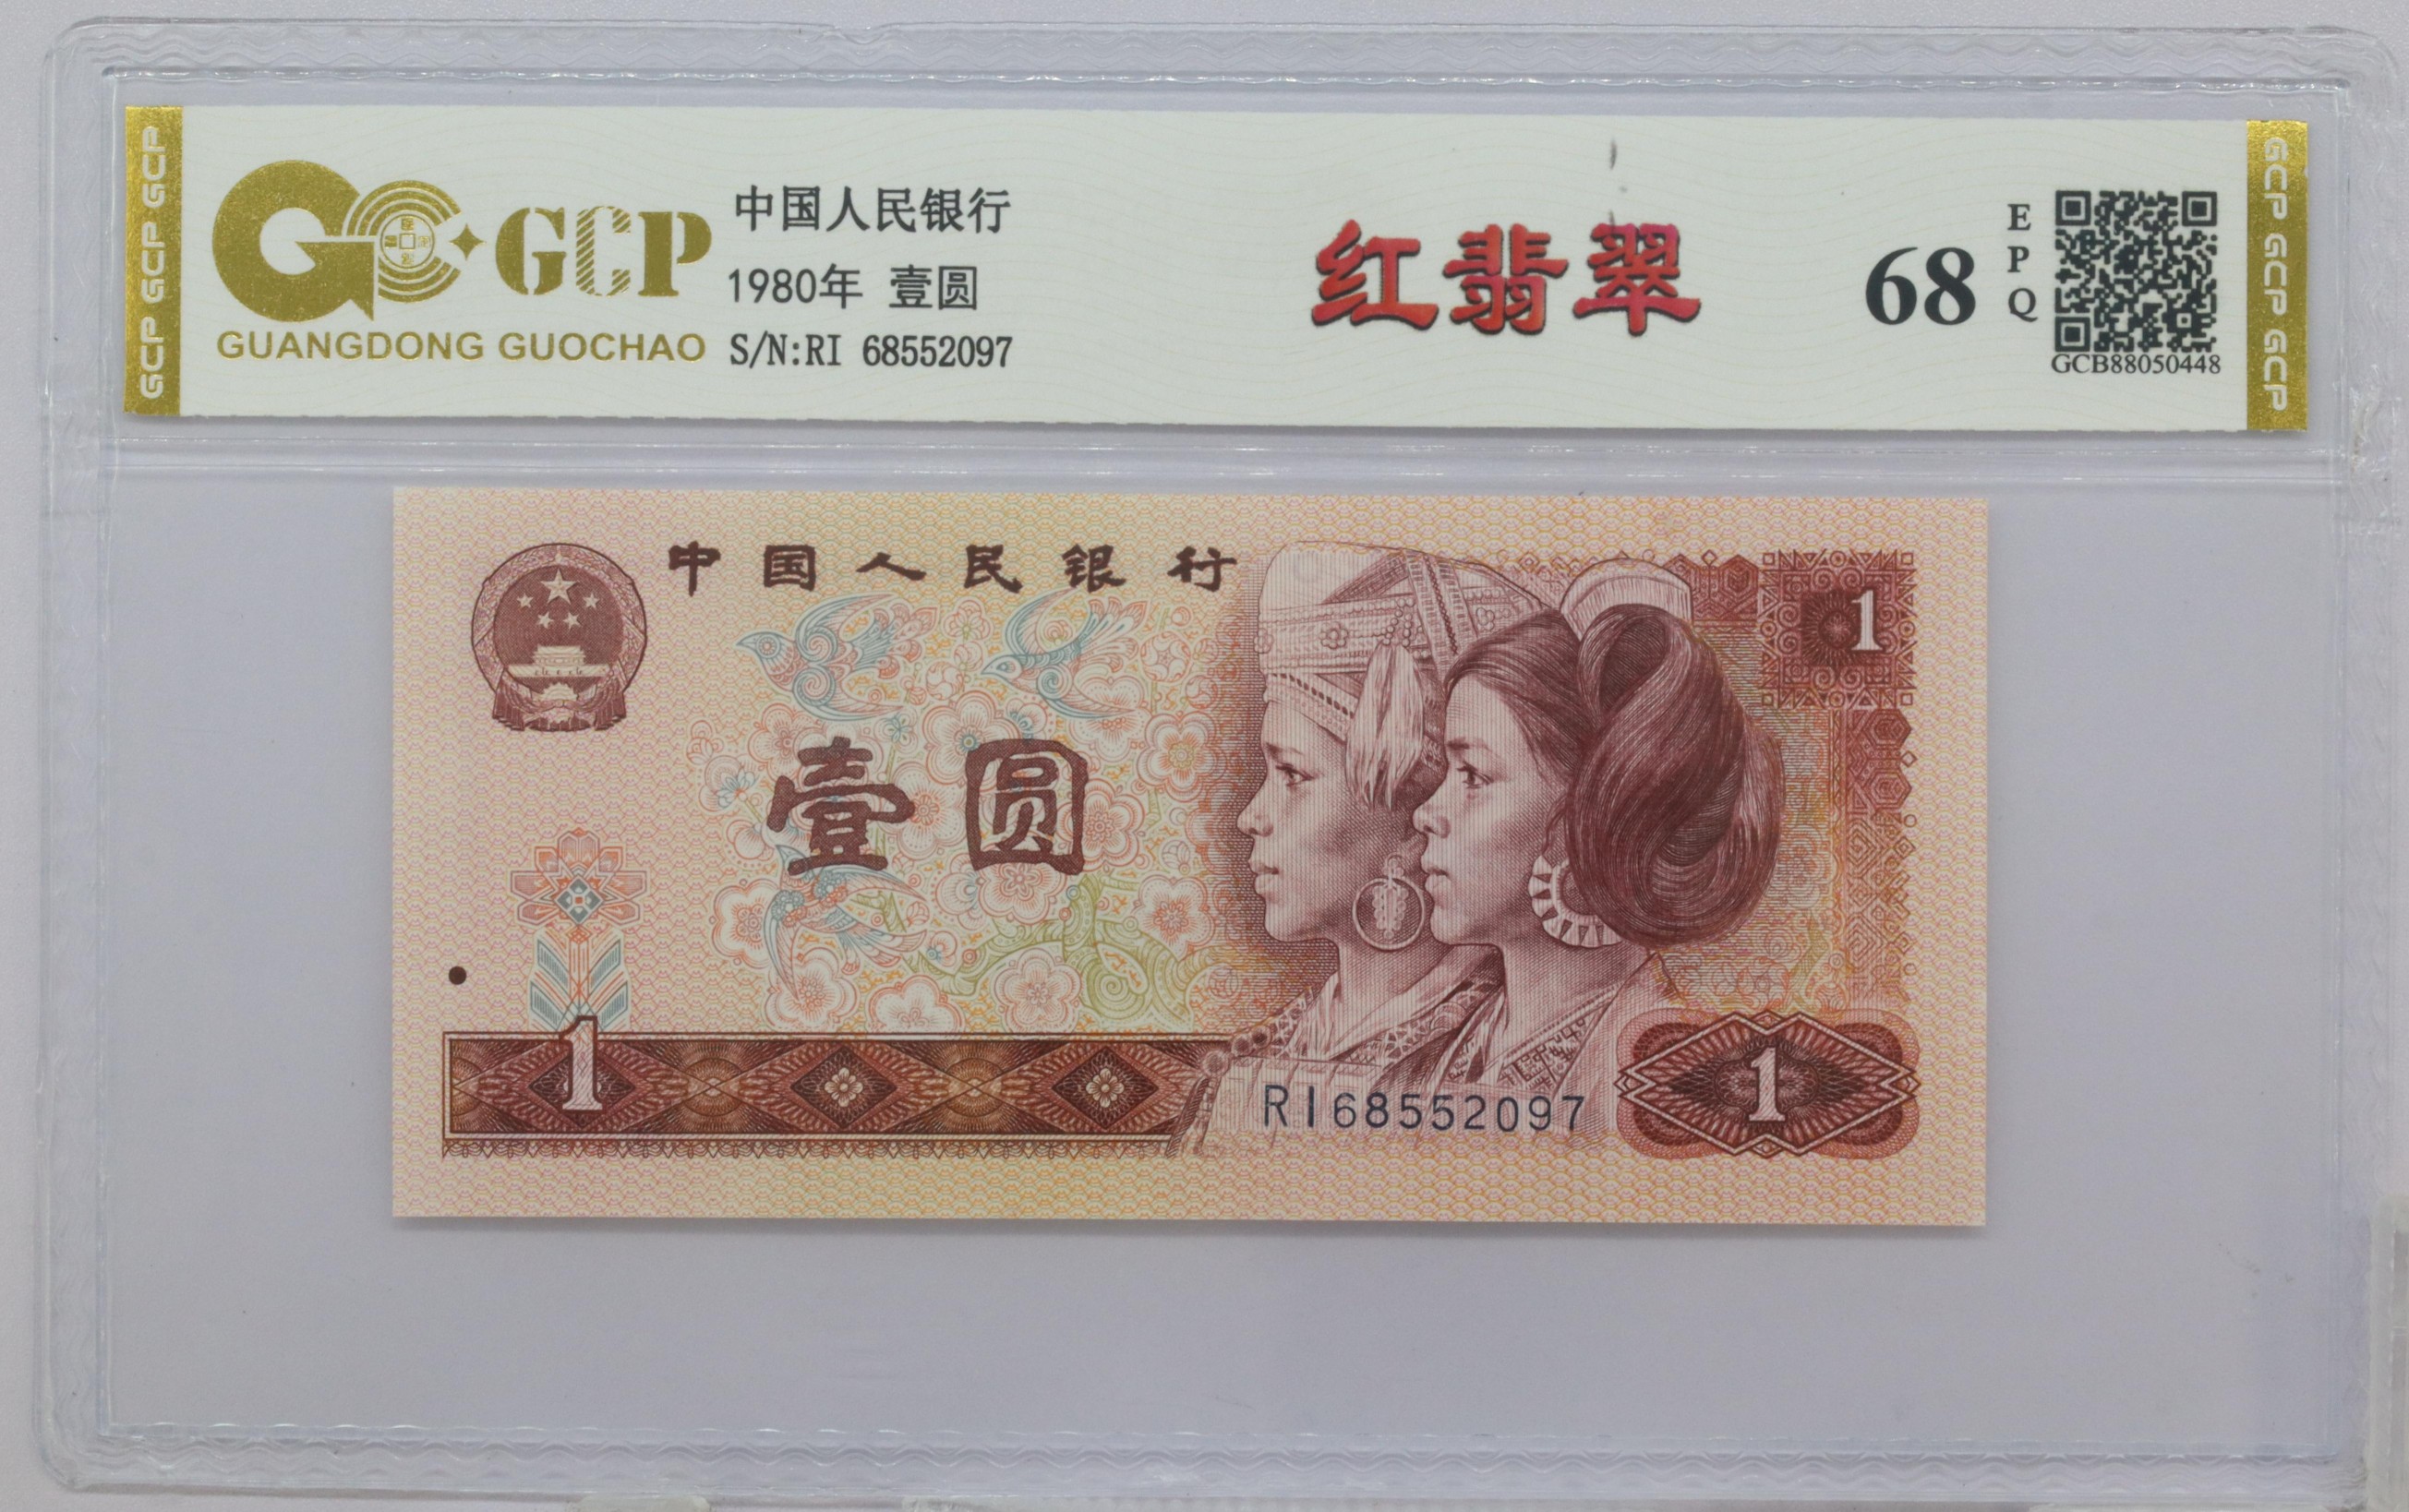 GCP GCP GCP
GCP
GUANGDONG GUOCHAO
中国人民银行
1980年 壹圆
S/N:RI 68552097
红翡翠
68
EPQ
GCB88050448
GCP GCP GCP
中国人民银行
1
壹圆
1
RI68552097
1